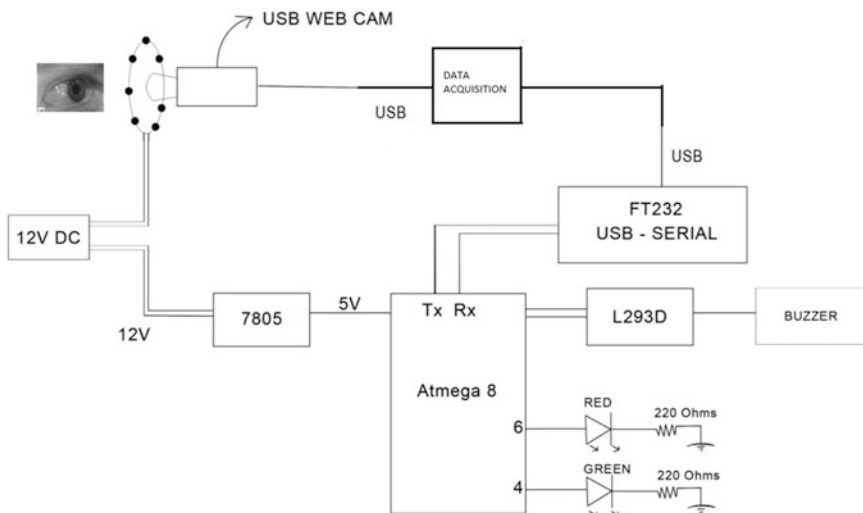 USB WEB CAM
DATA
ACQUISITION
USB
USB
FT232
USB - SERIAL
12V DC
12V
7805
5V
Tx Rx
Atmega 8
L293D
BUZZER
RED
220 Ohms
6
GREEN
220 Ohms
4